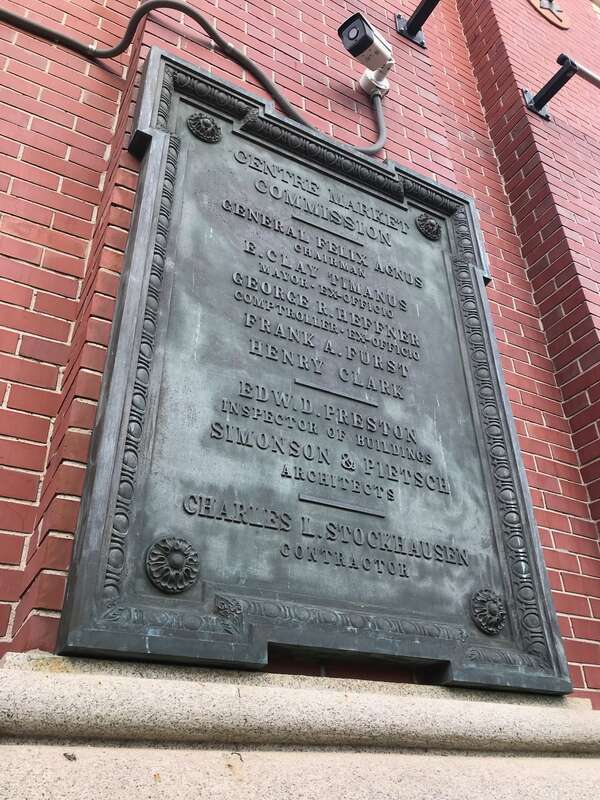 CENTRE MARKET
COMMISSION
GENERAL FELIX AGNUS
CHAIRMAN
E. CLAY TIMANUS
MAYOR · EX-OFFICIO
GEORGE R. HEFFNER
COMPTROLLER · EX-OFFICIO
FRANK A. FURST
HENRY CLARK
EDW. D. PRESTON
INSPECTOR OF BUILDINGS
SIMONSON & PIETSCH
ARCHITECTS
CHARLES L. STOCKHAUSEN
CONTRACTOR